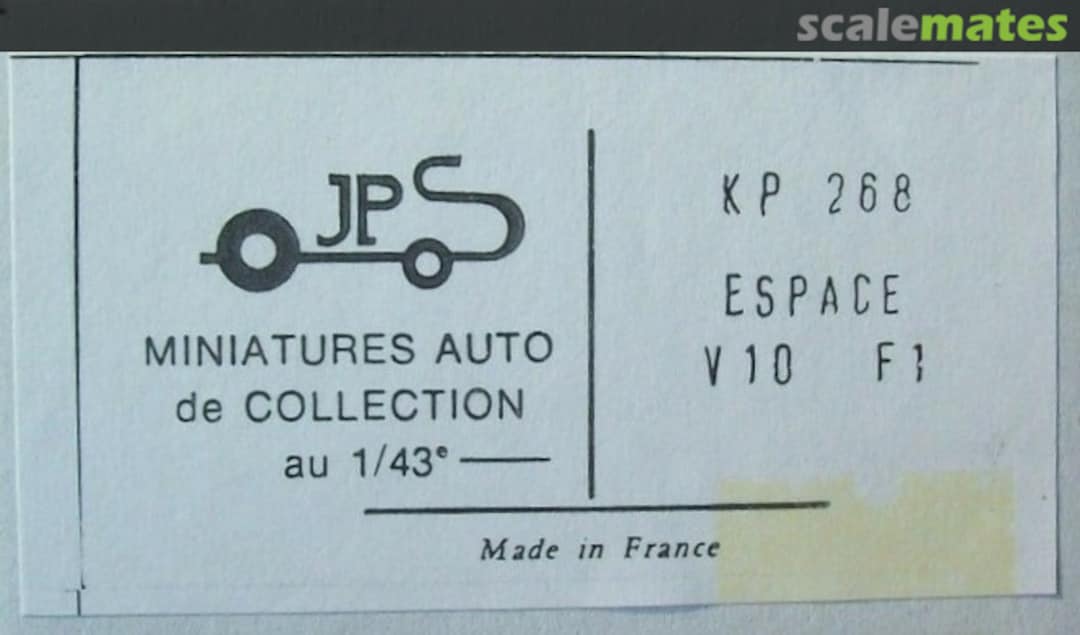 scalemates
JPS
MINIATURES AUTO
de COLLECTION
au 1/43e
KP 268
ESPACE
V10 F1
Made in France